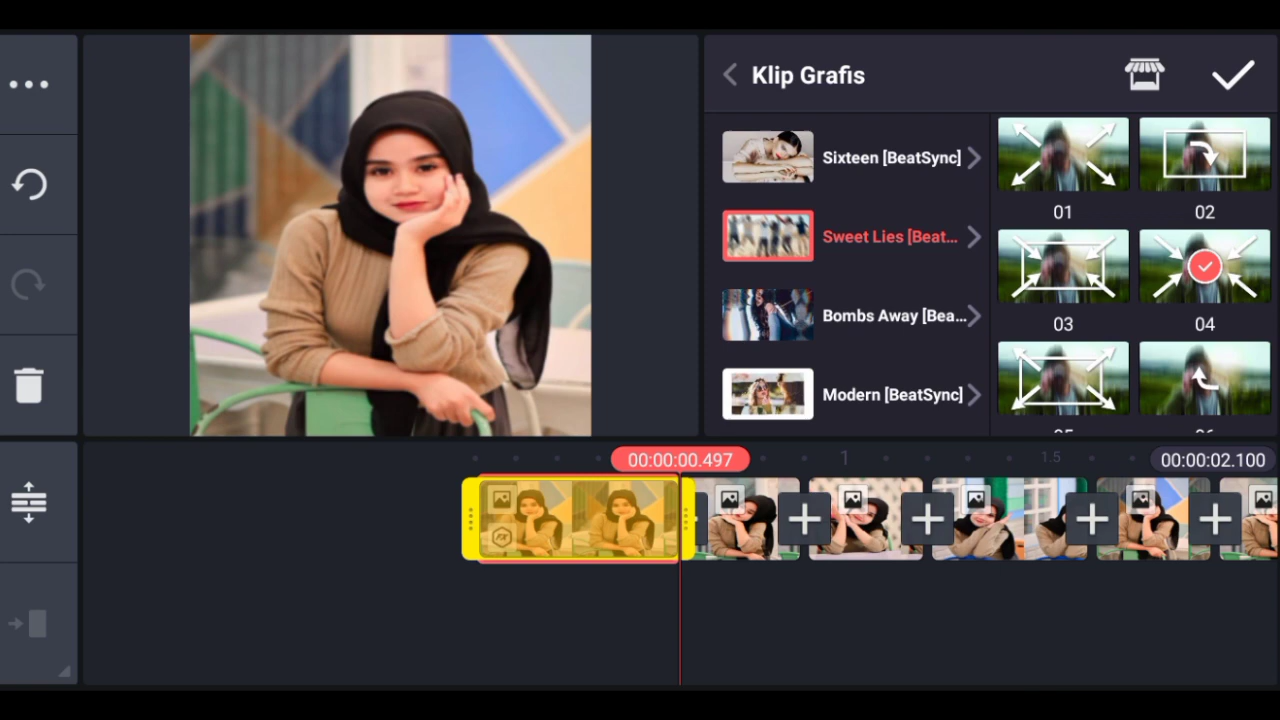 Klip Grafis
Sixteen [BeatSync]
Sweet Lies [Beat...
Bombs Away [Bea...
Modern [BeatSync]
01
02
03
04
00:00:00.497
1
1.5
00:00:02.100